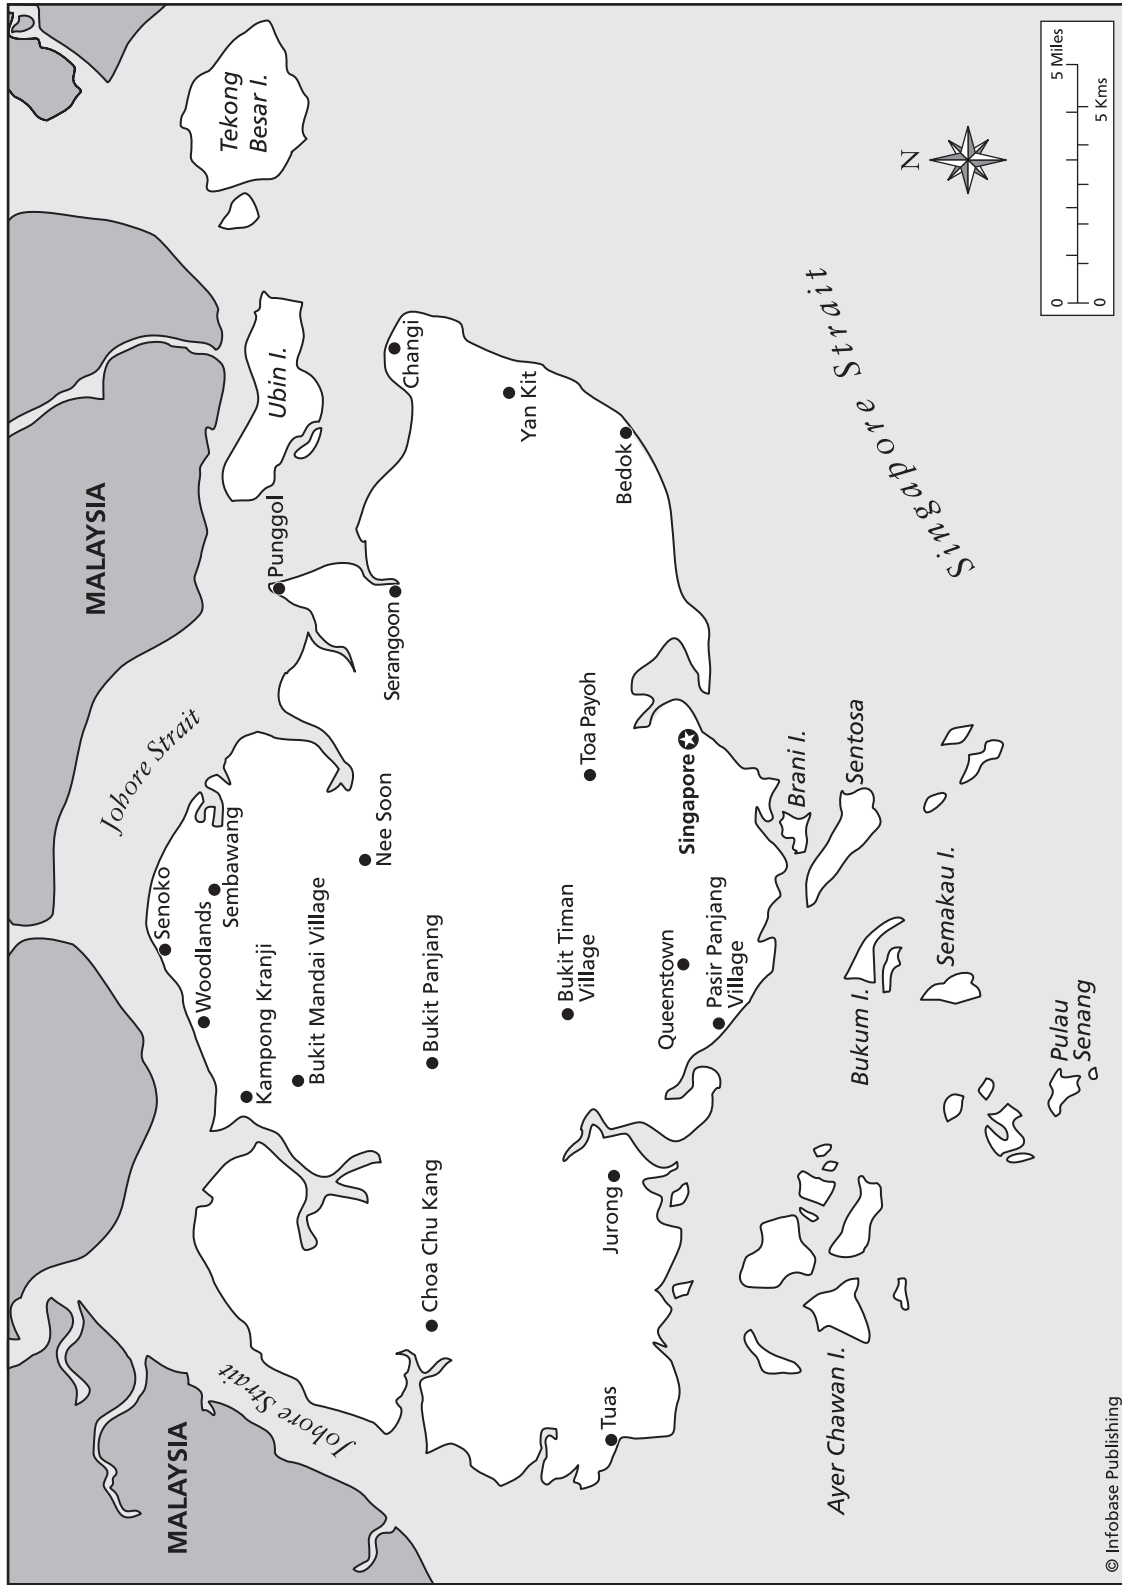 MALAYSIA
MALAYSIA
Johore Strait
Johore Strait
Tekong
Besar I.
Ubin I.
Senoko
Woodlands
Sembawang
Kampong Kranji
Bukit Mandai Village
Punggol
Nee Soon
Serangoon
Changi
Choa Chu Kang
Bukit Panjang
Yan Kit
Bukit Timan
Village
Toa Payoh
Bedok
Tuas
Jurong
Queenstown
Singapore
Pasir Panjang
Village
Brani I.
Sentosa
Ayer Chawan I.
Bukum I.
Semakau I.
Singapore Strait
Pulau
Senang
N
0
5 Miles
0
5 Kms
© Infobase Publishing